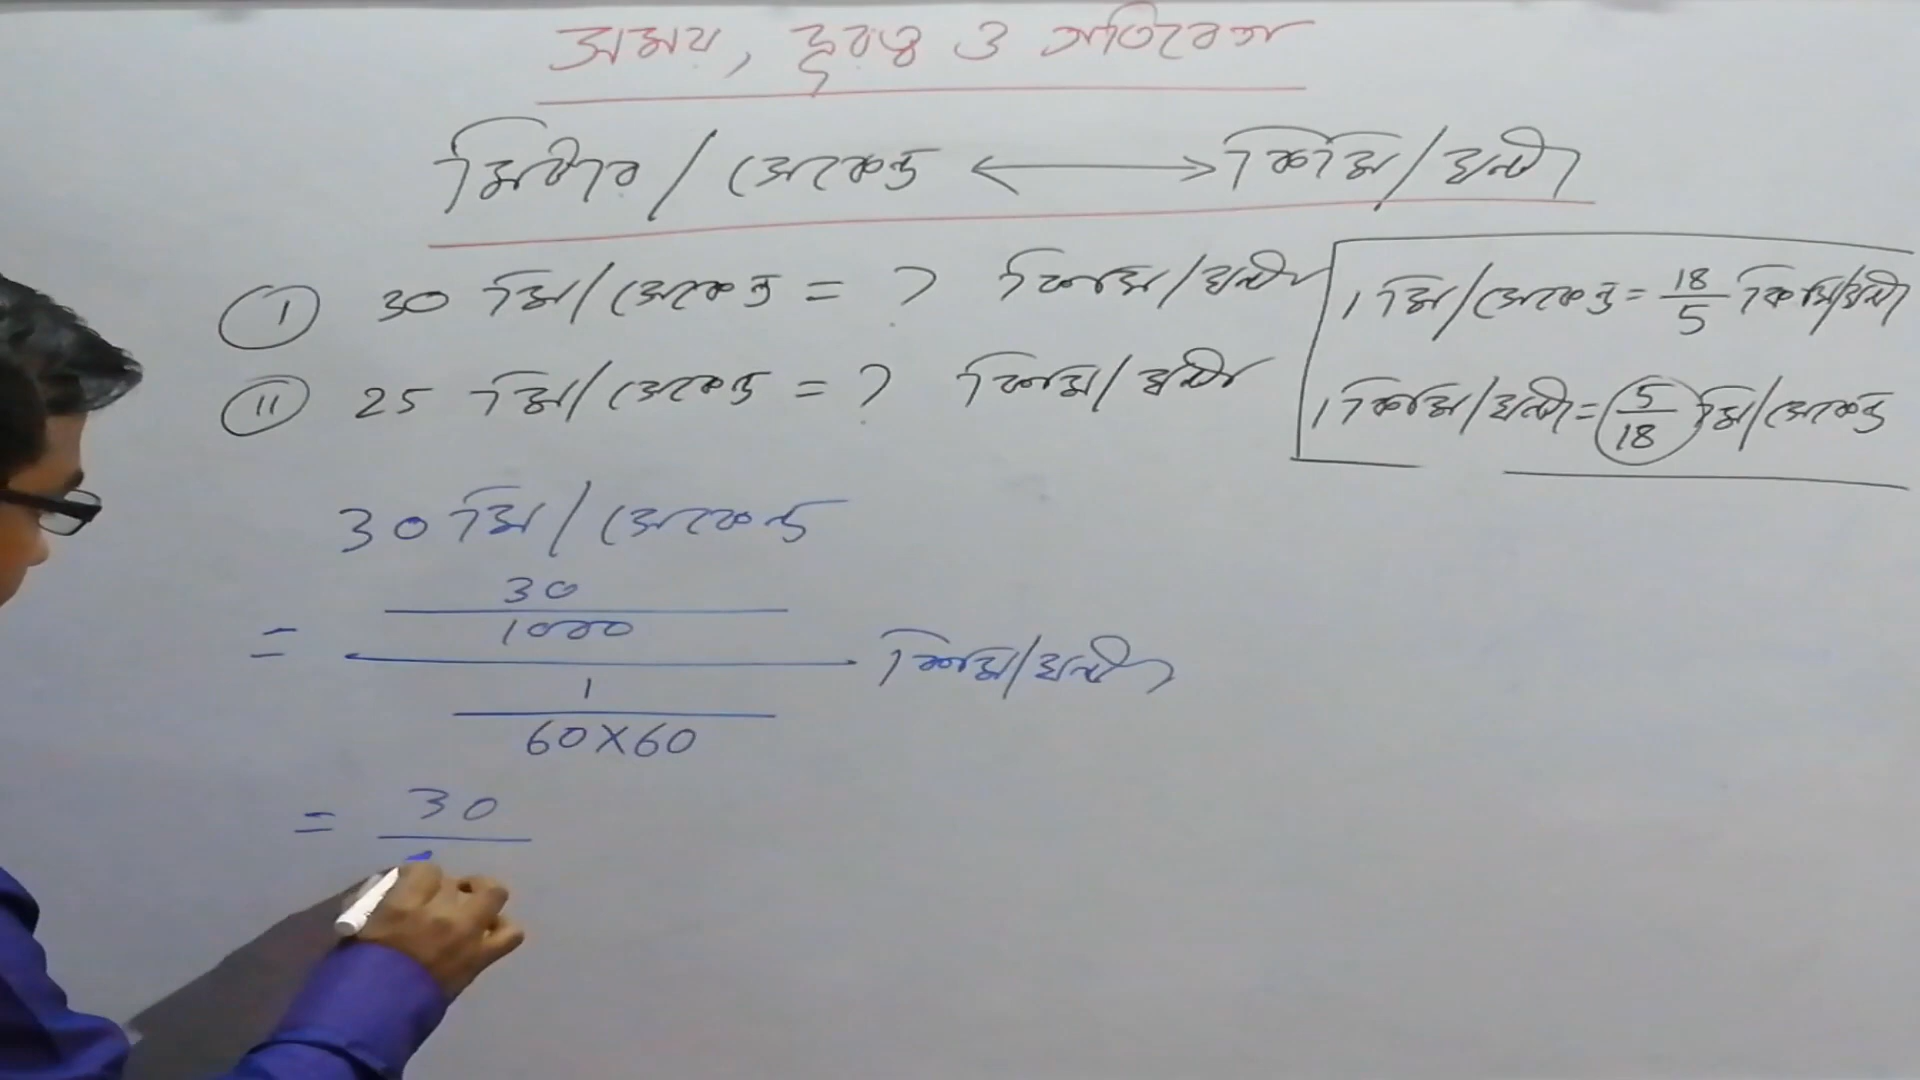 সময়, দূরত্ব ও গতিবেগ
মিটার / সেকেন্ড ⟷ কিমি / ঘন্টা
(I) 30 মি/সেকেন্ড = ? কিমি/ঘন্টা
(II) 25 মি/সেকেন্ড = ? কিমি/ঘন্টা
1 মি/সেকেন্ড = 18/5 কিমি/ঘন্টা
1 কিমি/ঘন্টা = 5/18 মি/সেকেন্ড
30 মি/সেকেন্ড
30
1000
= কিমি/ঘন্টা
1
60×60
= 30